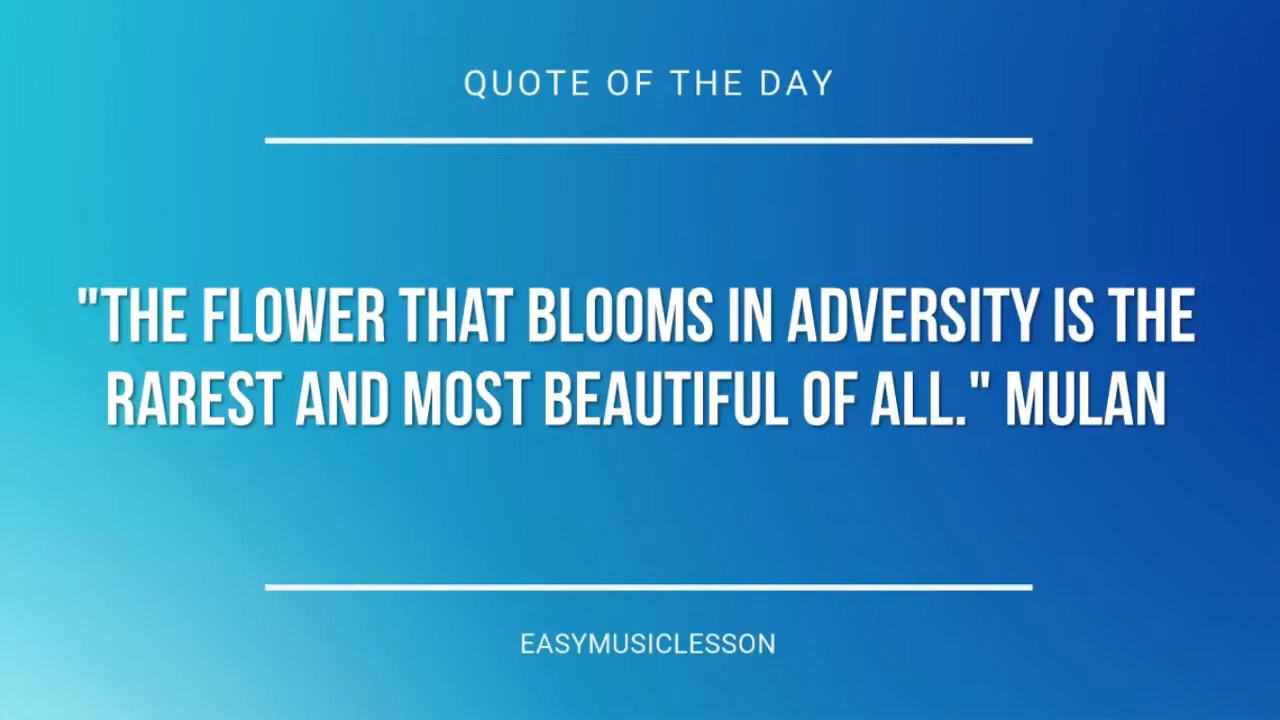 QUOTE OF THE DAY
"THE FLOWER THAT BLOOMS IN ADVERSITY IS THE
RAREST AND MOST BEAUTIFUL OF ALL." MULAN
EASYMUSICLESSON